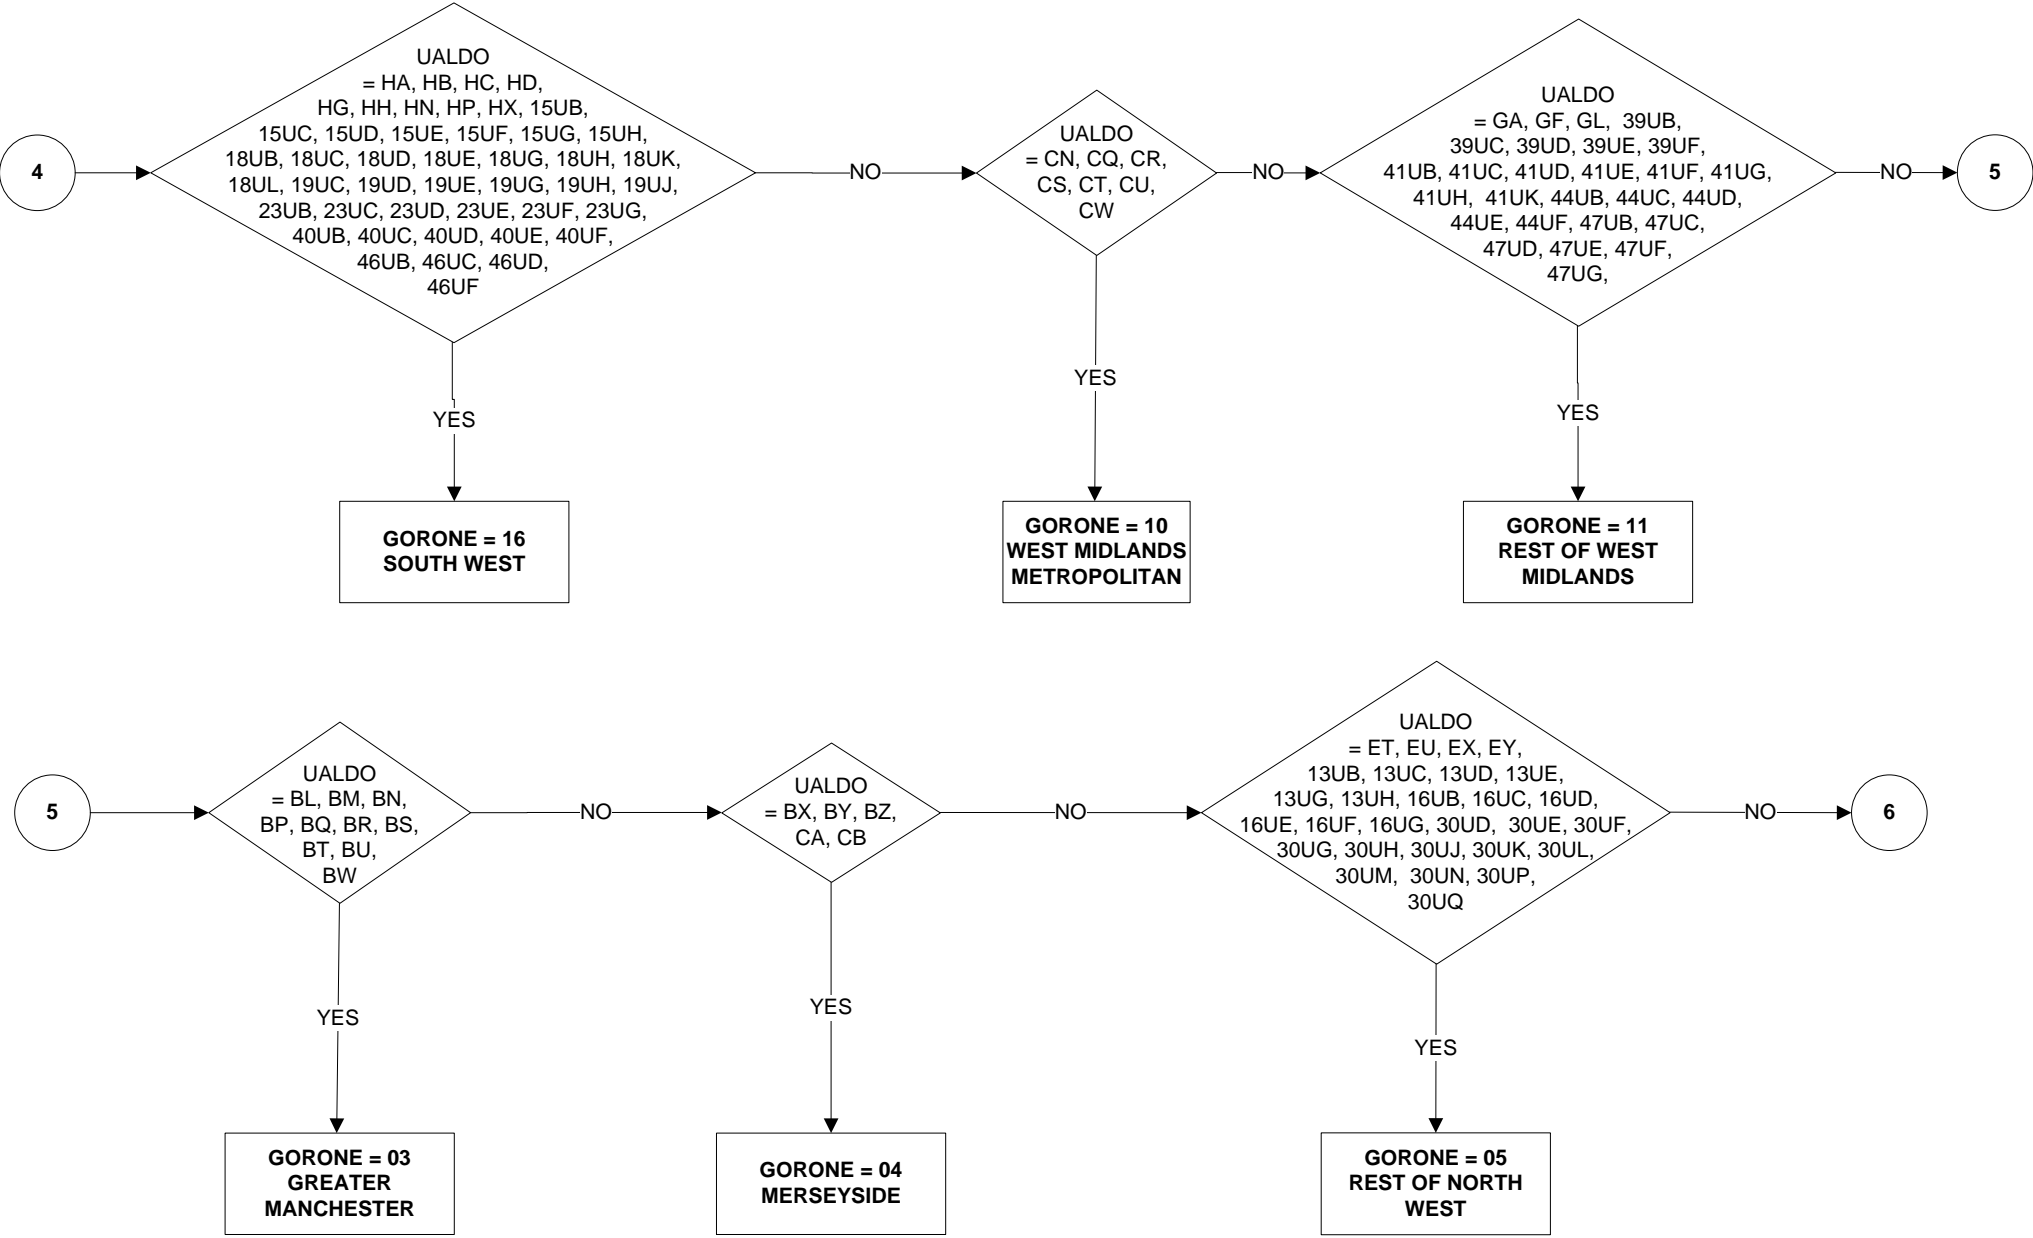 4
UALDO
= HA, HB, HC, HD,
HG, HH, HN, HP, HX, 15UB,
15UC, 15UD, 15UE, 15UF, 15UG, 15UH,
18UB, 18UC, 18UD, 18UE, 18UG, 18UH, 18UK,
18UL, 19UC, 19UD, 19UE, 19UG, 19UH, 19UJ,
23UB, 23UC, 23UD, 23UE, 23UF, 23UG,
40UB, 40UC, 40UD, 40UE, 40UF,
46UB, 46UC, 46UD,
46UF
NO
UALDO
= CN, CQ, CR,
CS, CT, CU,
CW
NO
UALDO
= GA, GF, GL,  39UB,
39UC, 39UD, 39UE, 39UF,
41UB, 41UC, 41UD, 41UE, 41UF, 41UG,
41UH,  41UK, 44UB, 44UC, 44UD,
44UE, 44UF, 47UB, 47UC,
47UD, 47UE, 47UF,
47UG,
NO
5
YES
YES
YES
GORONE = 16
SOUTH WEST
GORONE = 10
WEST MIDLANDS
METROPOLITAN
GORONE = 11
REST OF WEST
MIDLANDS
5
UALDO
= BL, BM, BN,
BP, BQ, BR, BS,
BT, BU,
BW
NO
UALDO
= BX, BY, BZ,
CA, CB
NO
UALDO
= ET, EU, EX, EY,
13UB, 13UC, 13UD, 13UE,
13UG, 13UH, 16UB, 16UC, 16UD,
16UE, 16UF, 16UG, 30UD,  30UE, 30UF,
30UG, 30UH, 30UJ, 30UK, 30UL,
30UM,  30UN, 30UP,
30UQ
NO
6
YES
YES
YES
GORONE = 03
GREATER
MANCHESTER
GORONE = 04
MERSEYSIDE
GORONE = 05
REST OF NORTH
WEST